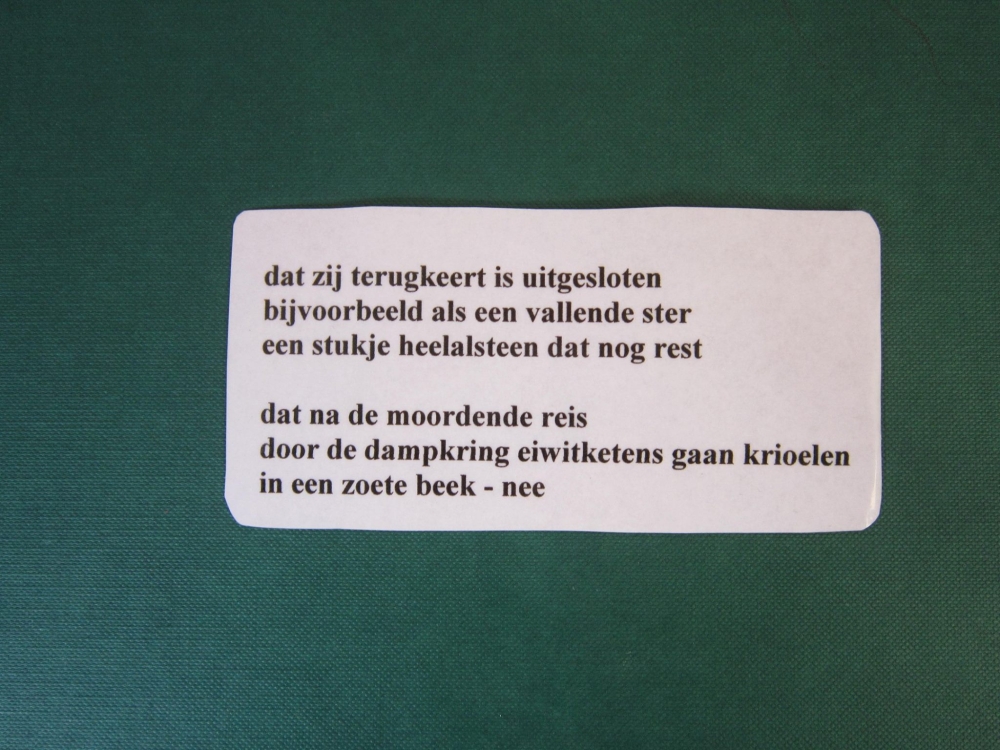 dat zij terugkeert is uitgesloten
bijvoorbeeld als een vallende ster
een stukje heelalsteen dat nog rest
dat na de moordende reis
door de dampkring eiwitketens gaan krioelen
in een zoete beek - nee